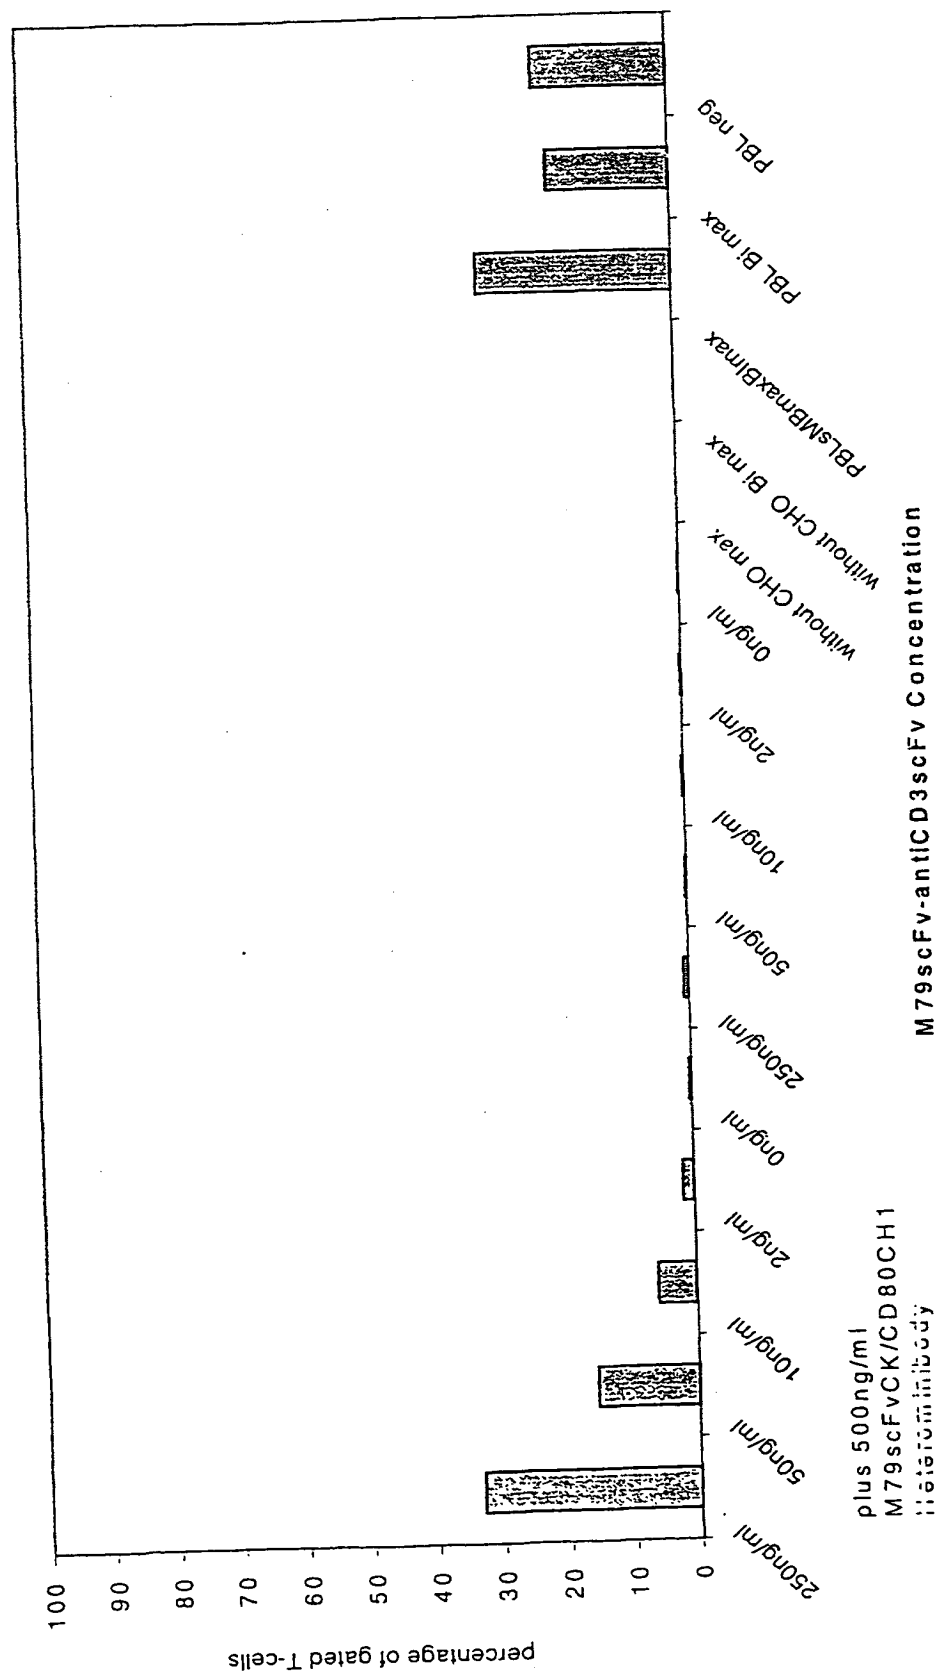 percentage of gated T-cells
100
90
80
70
60
50
40
30
20
10
0
250ng/ml
50ng/ml
10ng/ml
2ng/ml
0ng/ml
250ng/ml
50ng/ml
10ng/ml
2ng/ml
0ng/ml
without CHO max
without CHO Bi max
PBLsMBmaxBImax
PBL Bi max
PBL neg
plus 500ng/ml
M79scFvCK/CD80CH1
Heterominibody
M79scFv-antiCD3scFv Concentration